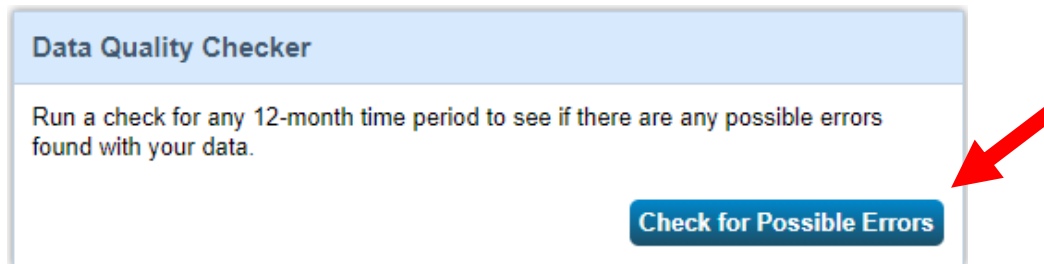 Data Quality Checker
Run a check for any 12-month time period to see if there are any possible errors
found with your data.
Check for Possible Errors